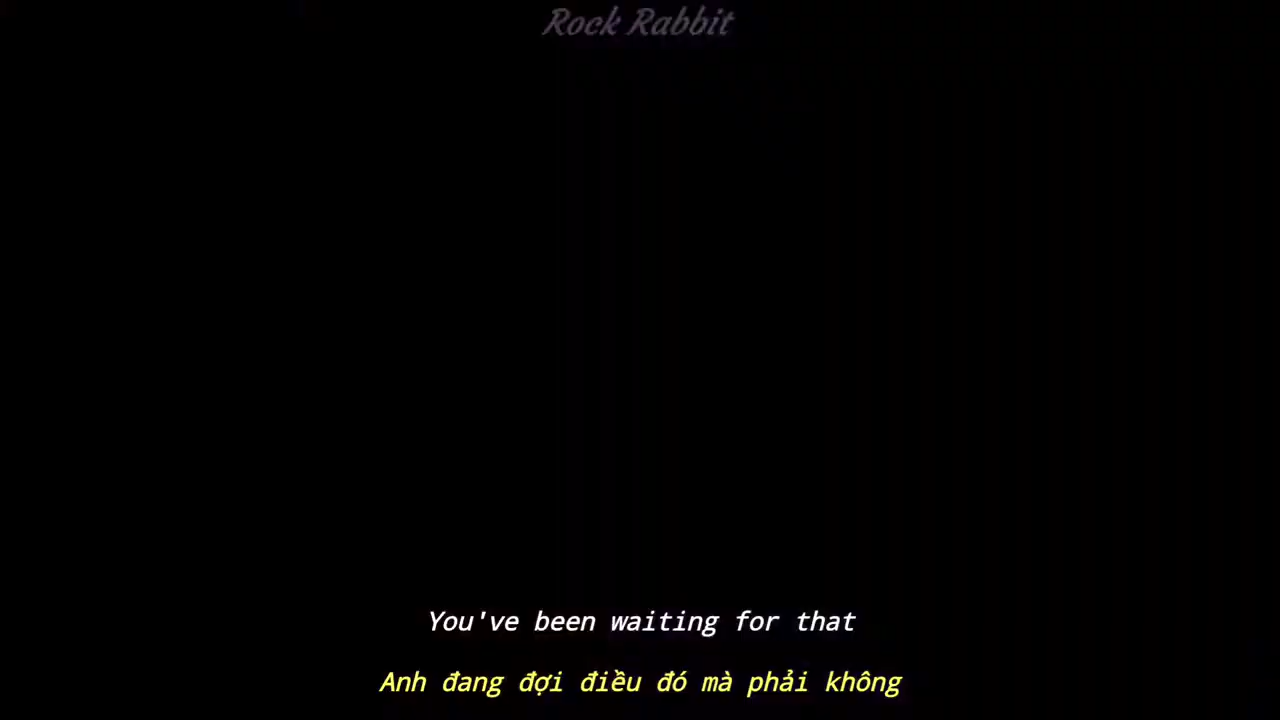 Rock Rabbit
You've been waiting for that
Anh đang đợi điều đó mà phải không